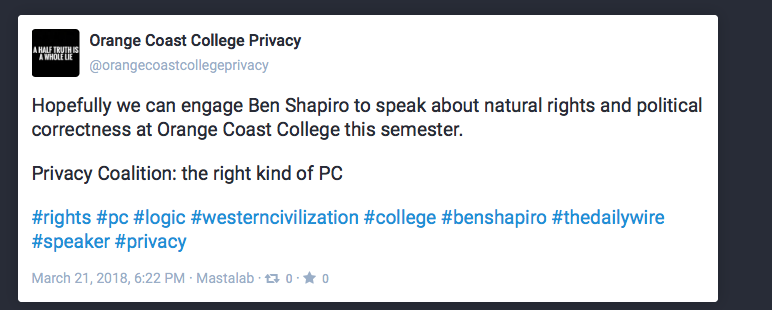 A HALF TRUTH IS
A WHOLE LIE
Orange Coast College Privacy
@orangecoastcollegeprivacy
Hopefully we can engage Ben Shapiro to speak about natural rights and political
correctness at Orange Coast College this semester.
Privacy Coalition: the right kind of PC
#rights #pc #logic #westerncivilization #college #benshapiro #thedailywire
#speaker #privacy
March 21, 2018, 6:22 PM · Mastalab · 0 · 0